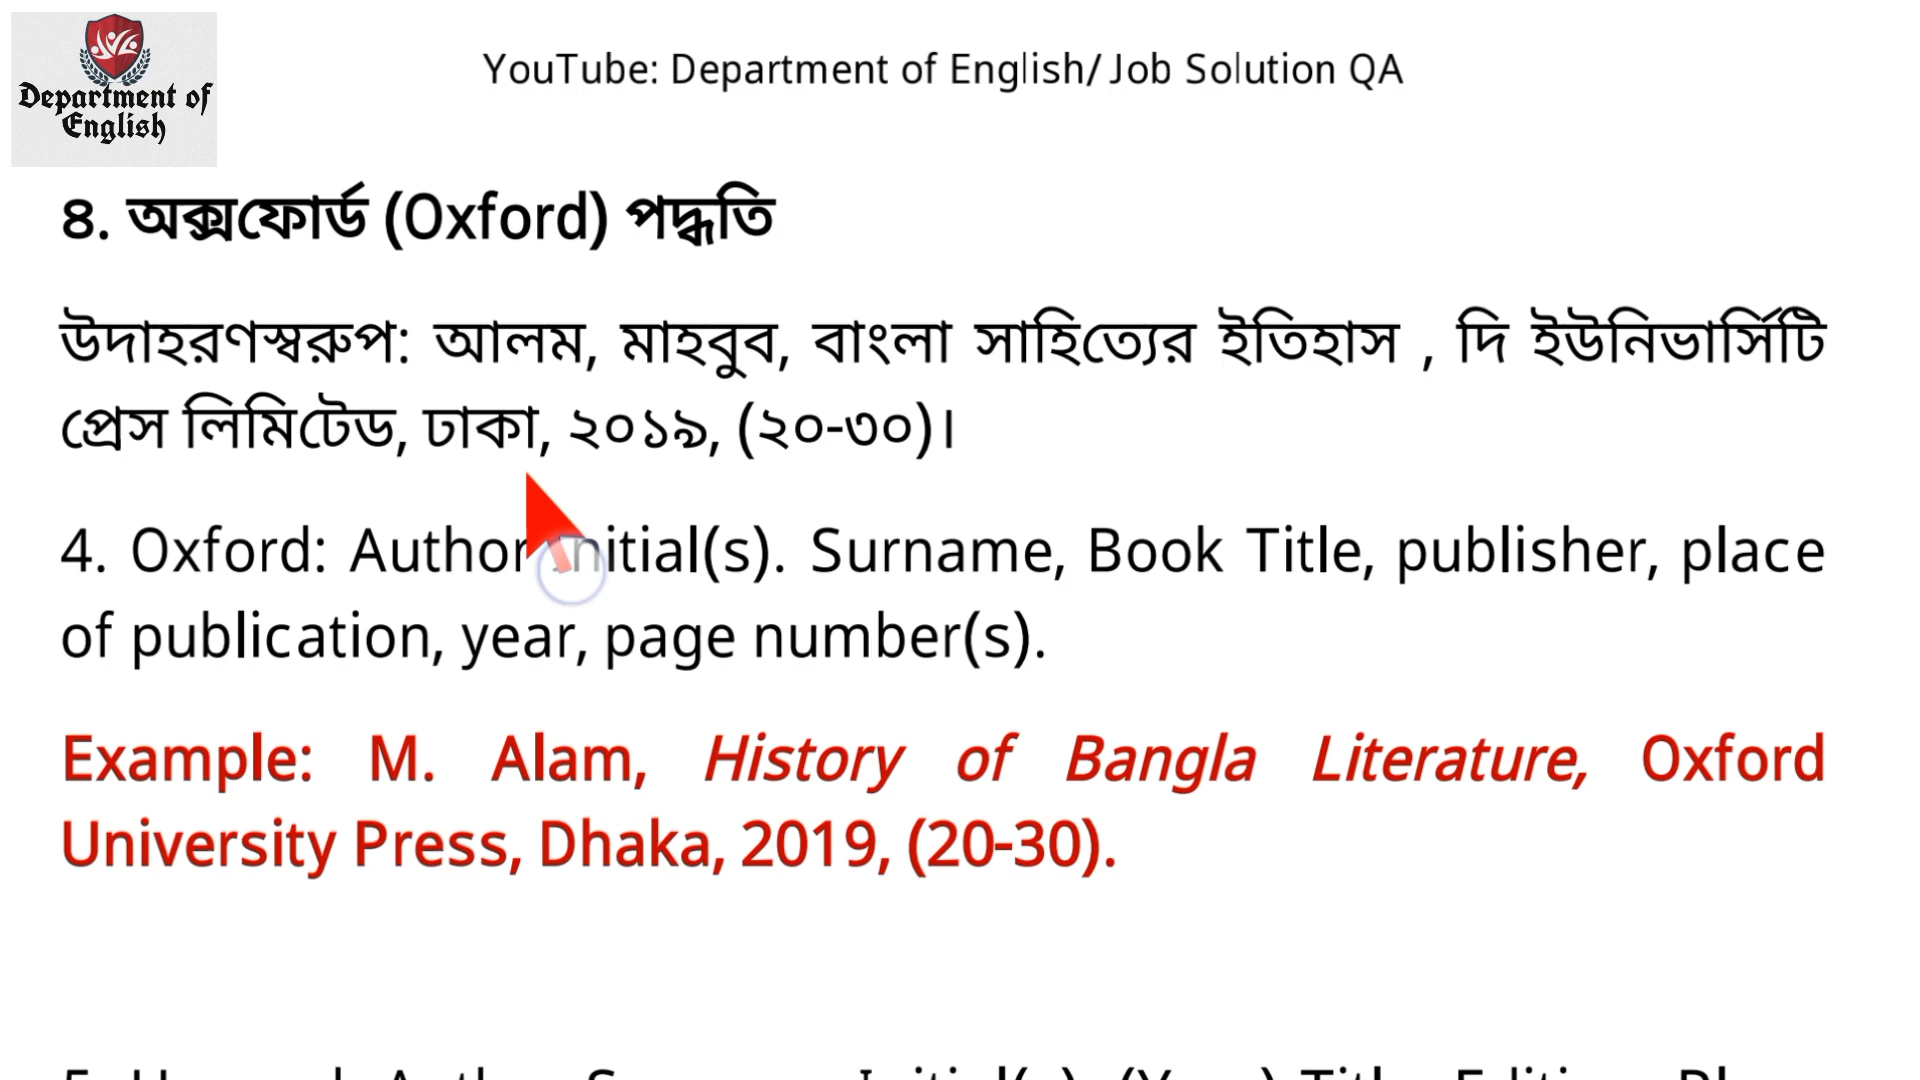 Department of
English
YouTube: Department of English/ Job Solution QA
৪. অক্সফোর্ড (Oxford) পদ্ধতি
উদাহরণস্বরুপ: আলম, মাহবুব, বাংলা সাহিত্যের ইতিহাস , দি ইউনিভার্সিটি
প্রেস লিমিটেড, ঢাকা, ২০১৯, (২০-৩০)।
4. Oxford: Author Initial(s). Surname, Book Title, publisher, place
of publication, year, page number(s).
Example: M. Alam, History of Bangla Literature, Oxford
University Press, Dhaka, 2019, (20-30).